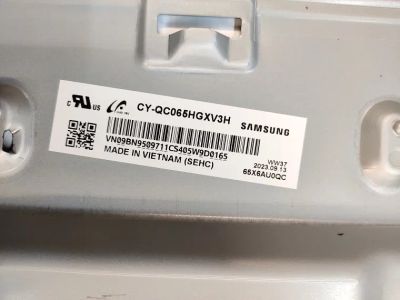 c UL US CY-QC065HGXV3H SAMSUNG
VN09BN9509711CS405W9D0165
WW37
MADE IN VIETNAM (SEHC)
2023.09.13
65X6AU0QC